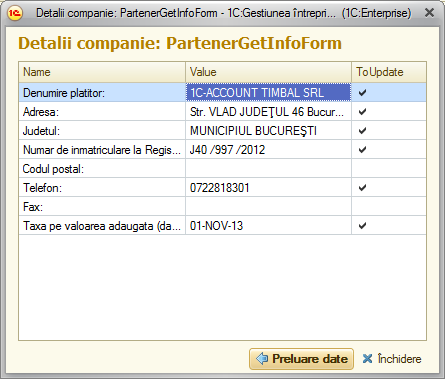 Detalii companie: PartenerGetInfoForm - 1C:Gestiunea întrepri... (1C:Enterprise)
Detalii companie: PartenerGetInfoForm
Name Value ToUpdate
Denumire platitor: 1C-ACCOUNT TIMBAL SRL
Adresa: Str. VLAD JUDEŢUL 46 Bucur...
Judetul: MUNICIPIUL BUCUREŞTI
Numar de inmatriculare la Regis... J40 /997 /2012
Codul postal:
Telefon: 0722818301
Fax:
Taxa pe valoarea adaugata (da... 01-NOV-13
Preluare date Închidere